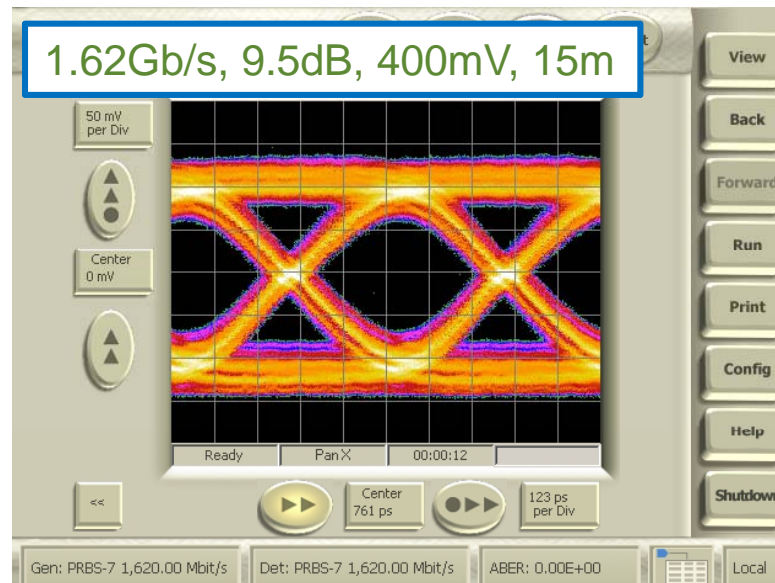 1.62Gb/s, 9.5dB, 400mV, 15m
View
50 mV
per Div
Back
Forward
Center
0 mV
Run
Print
Config
Help
Ready
Pan X
00:00:12
<<
Center
761 ps
123 ps
per Div
Shutdown
Gen: PRBS-7 1,620.00 Mbit/s
Det: PRBS-7 1,620.00 Mbit/s
ABER: 0.00E+00
Local